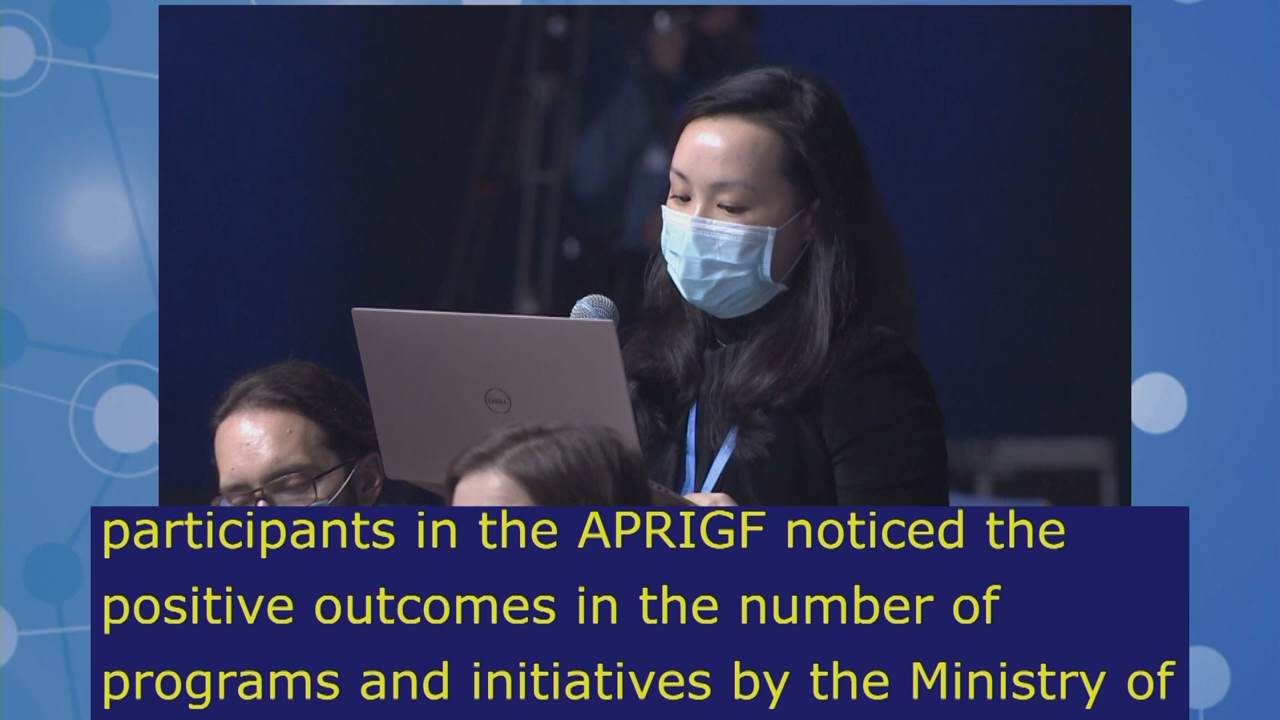 DELL
participants in the APRIGF noticed the
positive outcomes in the number of
programs and initiatives by the Ministry of